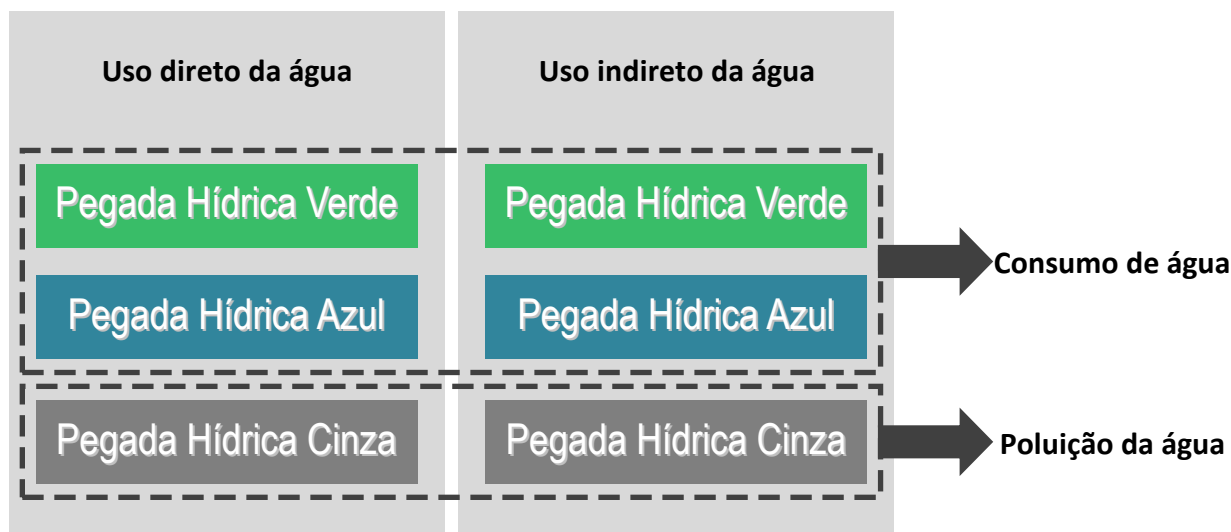 Uso direto da água
Uso indireto da água
Pegada Hídrica Verde
Pegada Hídrica Verde
Consumo de água
Pegada Hídrica Azul
Pegada Hídrica Azul
Pegada Hídrica Cinza
Pegada Hídrica Cinza
Poluição da água